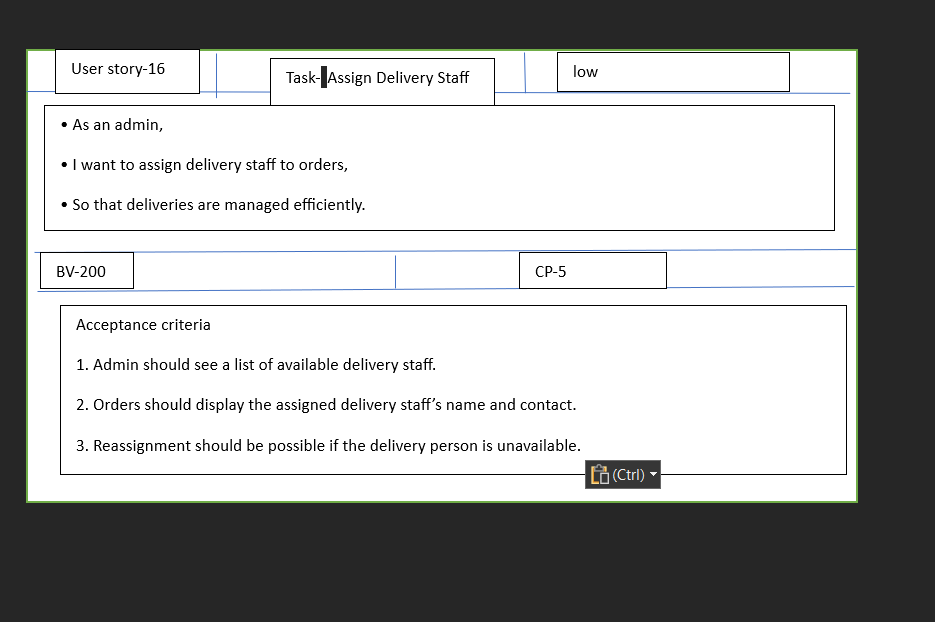 User story-16
Task- Assign Delivery Staff
low
• As an admin,
• I want to assign delivery staff to orders,
• So that deliveries are managed efficiently.
BV-200
CP-5
Acceptance criteria
1. Admin should see a list of available delivery staff.
2. Orders should display the assigned delivery staff’s name and contact.
3. Reassignment should be possible if the delivery person is unavailable.
(Ctrl)